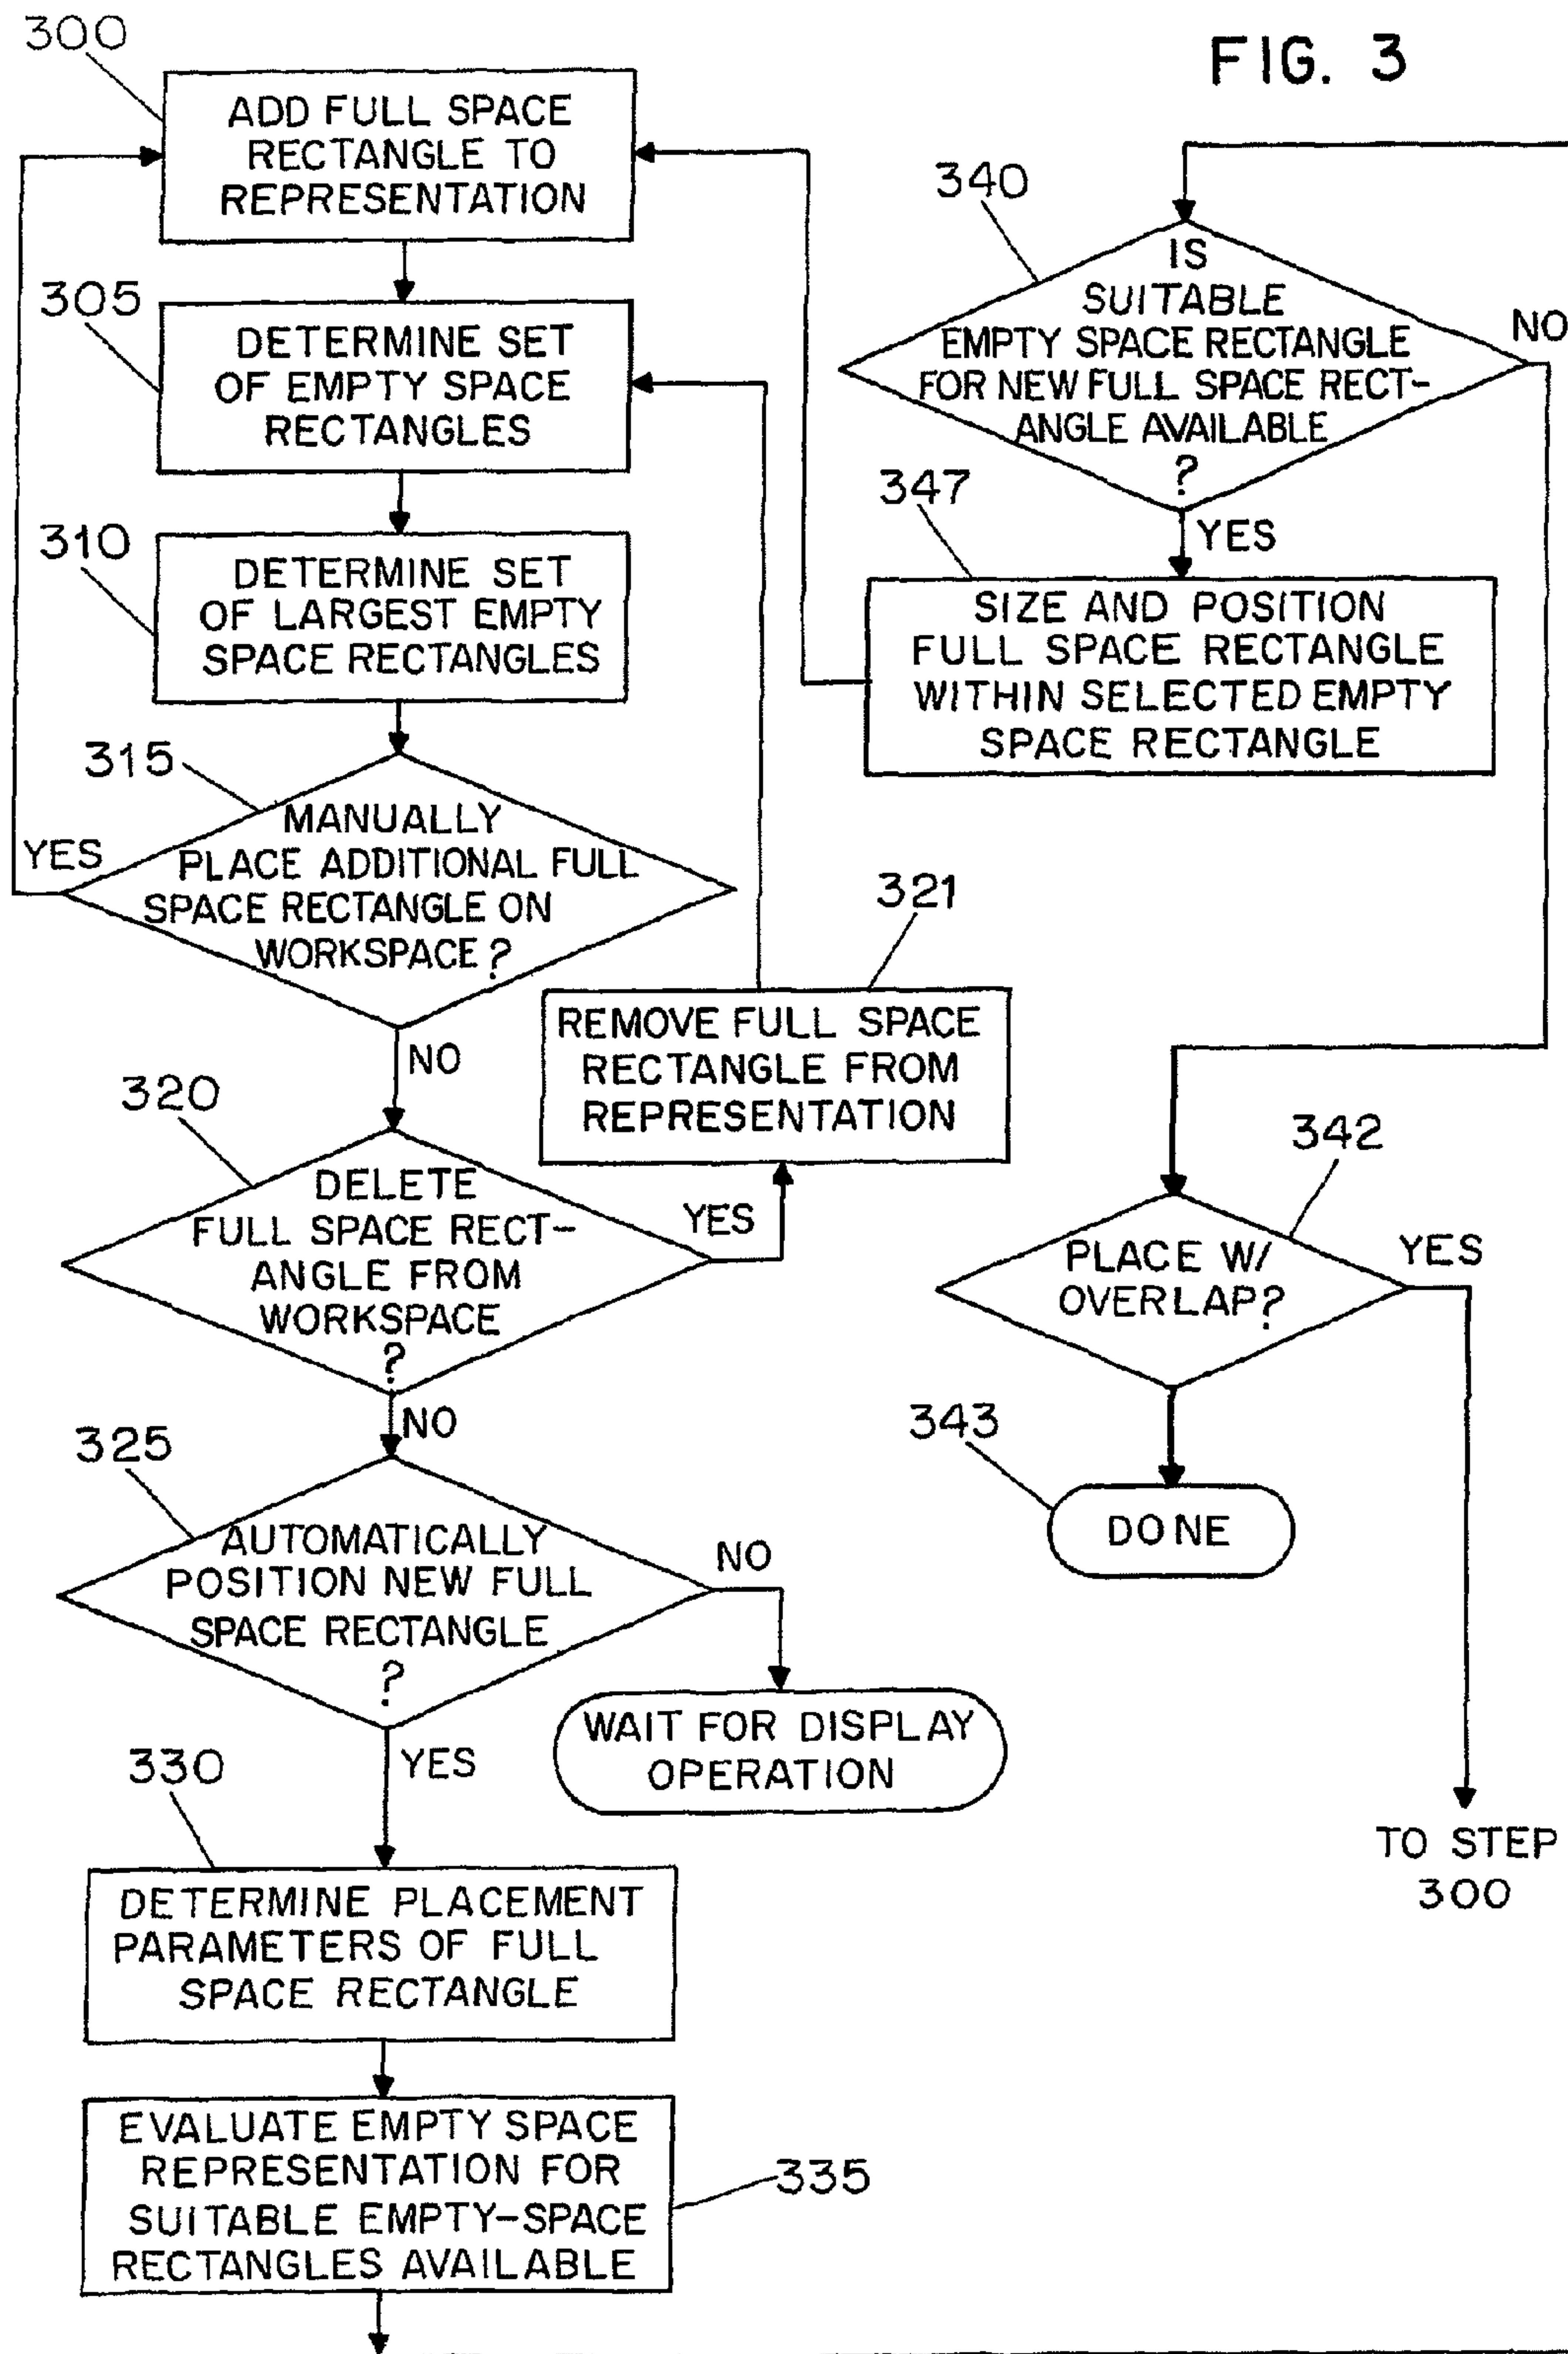 FIG. 3
300
ADD FULL SPACE
RECTANGLE TO
REPRESENTATION
305
DETERMINE SET
OF EMPTY SPACE
RECTANGLES
310
DETERMINE SET
OF LARGEST EMPTY
SPACE RECTANGLES
315
MANUALLY
PLACE ADDITIONAL FULL
SPACE RECTANGLE ON
WORKSPACE?
YES
NO
320
DELETE
FULL SPACE RECT-
ANGLE FROM
WORKSPACE
?
YES
NO
321
REMOVE FULL SPACE
RECTANGLE FROM
REPRESENTATION
325
AUTOMATICALLY
POSITION NEW FULL
SPACE RECTANGLE
?
NO
WAIT FOR DISPLAY
OPERATION
YES
330
DETERMINE PLACEMENT
PARAMETERS OF FULL
SPACE RECTANGLE
EVALUATE EMPTY SPACE
REPRESENTATION FOR
SUITABLE EMPTY-SPACE
RECTANGLES AVAILABLE
335
340
IS
SUITABLE
EMPTY SPACE RECTANGLE
FOR NEW FULL SPACE RECT-
ANGLE AVAILABLE
?
NO
YES
347
SIZE AND POSITION
FULL SPACE RECTANGLE
WITHIN SELECTED EMPTY
SPACE RECTANGLE
342
PLACE W/
OVERLAP?
YES
343
DONE
TO STEP
300